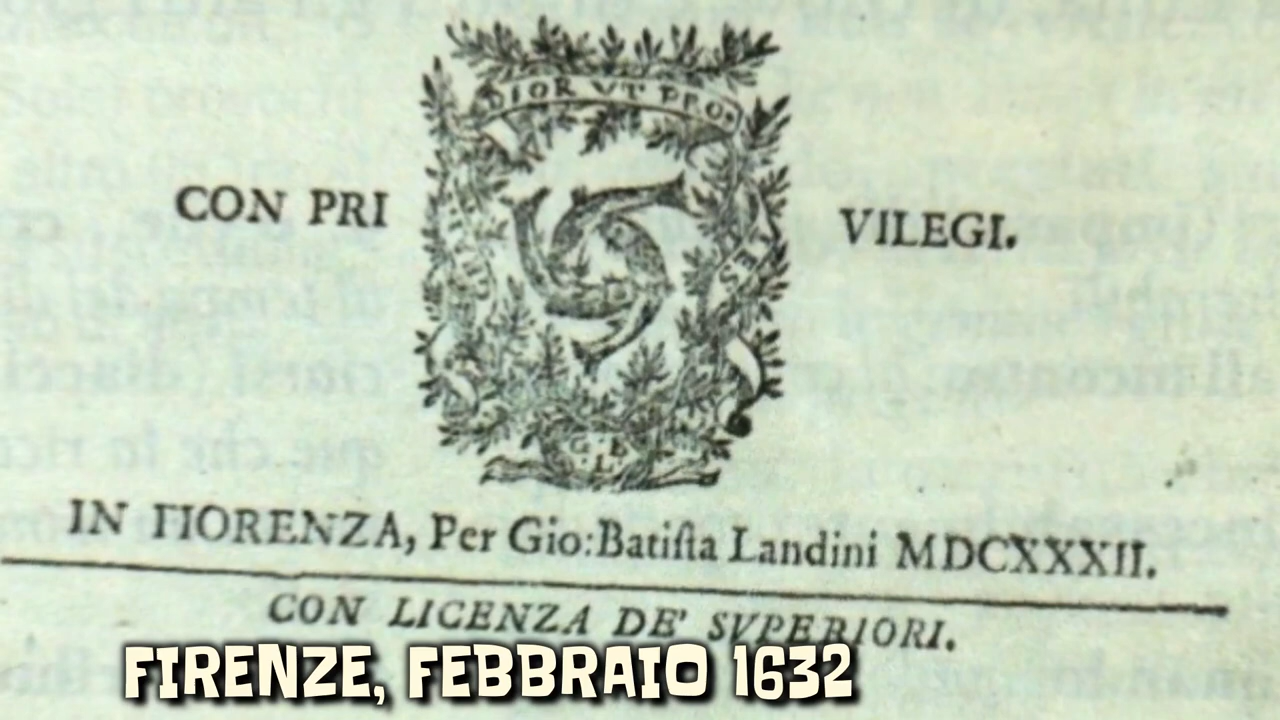 DIOR VT PRO:
CON PRI VILEGI.
G B
L
IN FIORENZA, Per Gio:Batiſta Landini MDCXXXII.
CON LICENZA DE' SVPERIORI.
FIRENZE, FEBBRAIO 1632